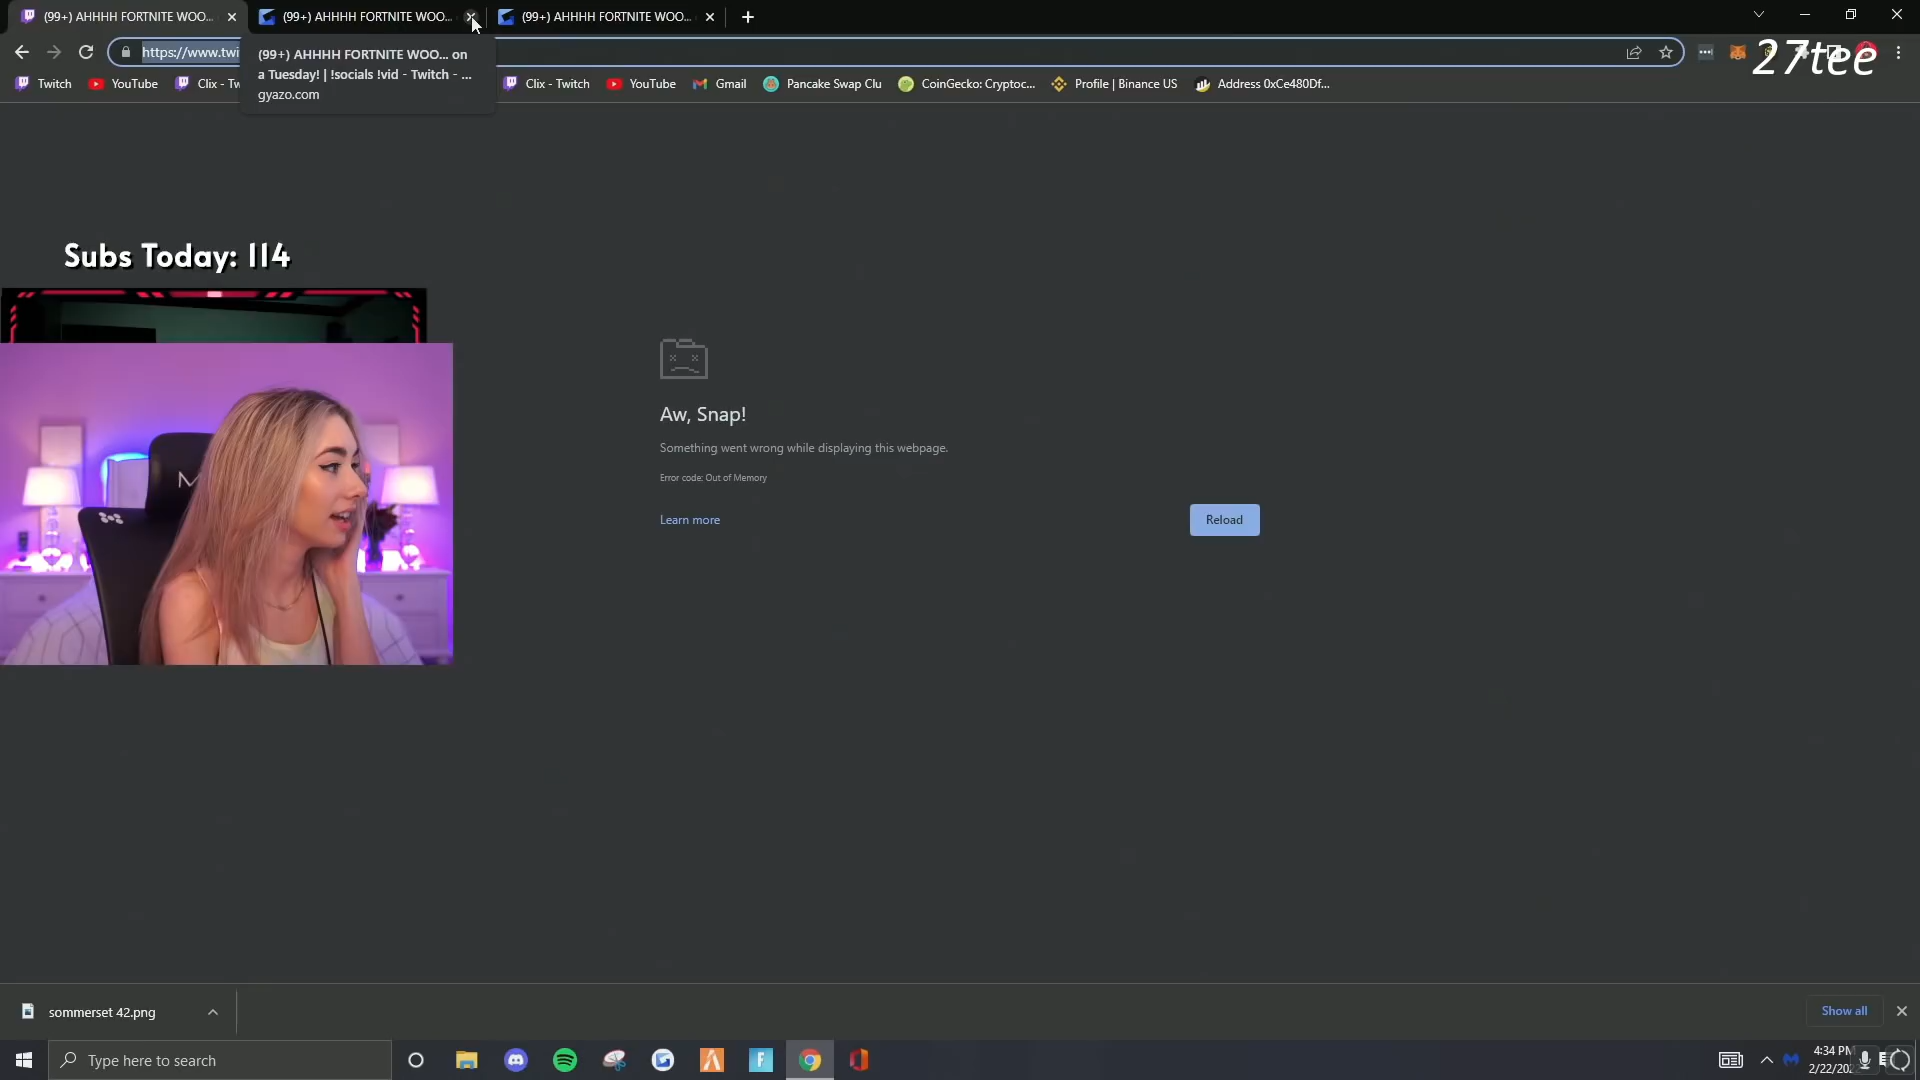 (99+) AHHHH FORTNITE WOO...
(99+) AHHHH FORTNITE WOO...
(99+) AHHHH FORTNITE WOO...
https://www.twi
(99+) AHHHH FORTNITE WOO... on
a Tuesday! | !socials !vid - Twitch - ...
gyazo.com
27tee
Twitch
YouTube
Clix - Tw
Clix - Twitch
YouTube
Gmail
Pancake Swap Clu
CoinGecko: Cryptoc...
Profile | Binance US
Address 0xCe480Df...
Subs Today: 114
Aw, Snap!
Something went wrong while displaying this webpage.
Error code: Out of Memory
Learn more
Reload
sommerset 42.png
Show all
Type here to search
4:34 PM
2/22/202